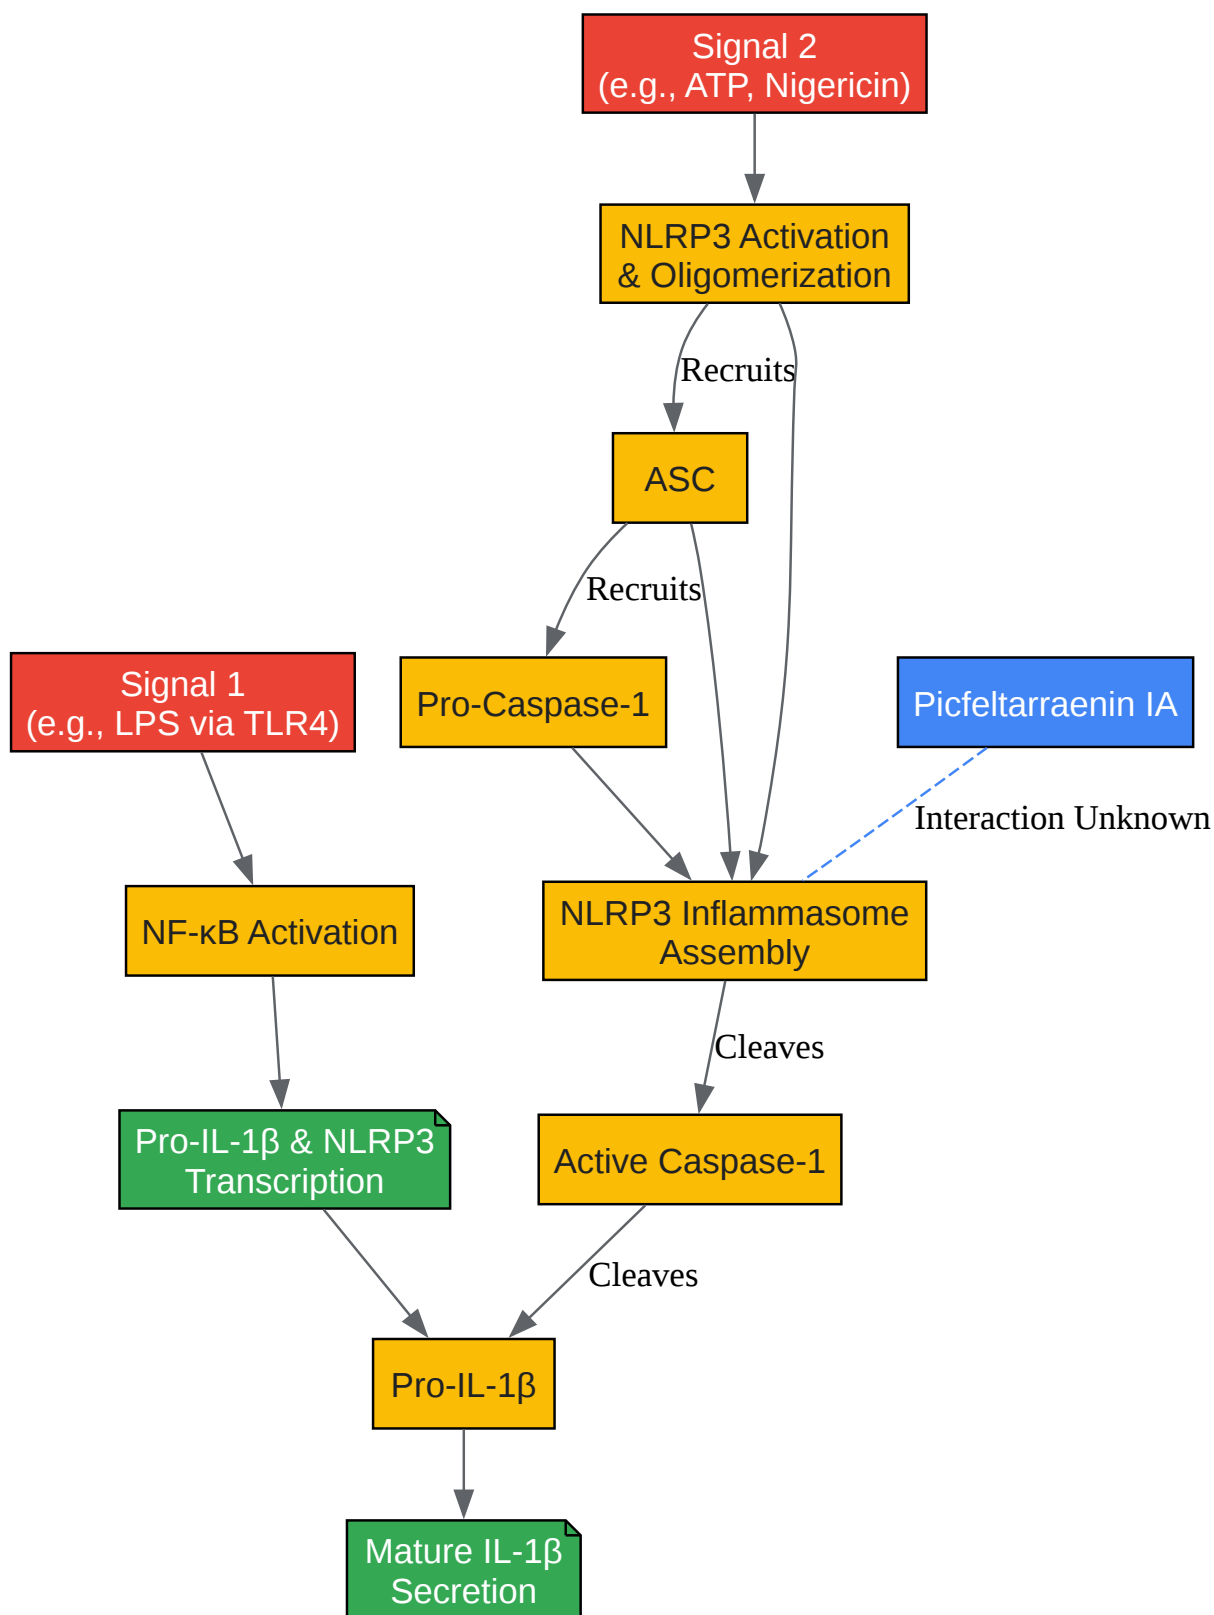 Signal 2
(e.g., ATP, Nigericin)
NLRP3 Activation
& Oligomerization
Recruits
ASC
Recruits
Signal 1
(e.g., LPS via TLR4)
Pro-Caspase-1
Picfeltarraenin IA
Interaction Unknown
NF-κB Activation
NLRP3 Inflammasome
Assembly
Cleaves
Pro-IL-1β & NLRP3
Transcription
Active Caspase-1
Cleaves
Pro-IL-1β
Mature IL-1β
Secretion